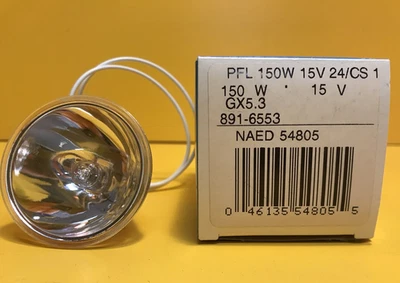 PFL 150W 15V 24/CS 1
150 W · 15 V
GX5.3
891-6553
NAED 54805
0 46135 54805 5